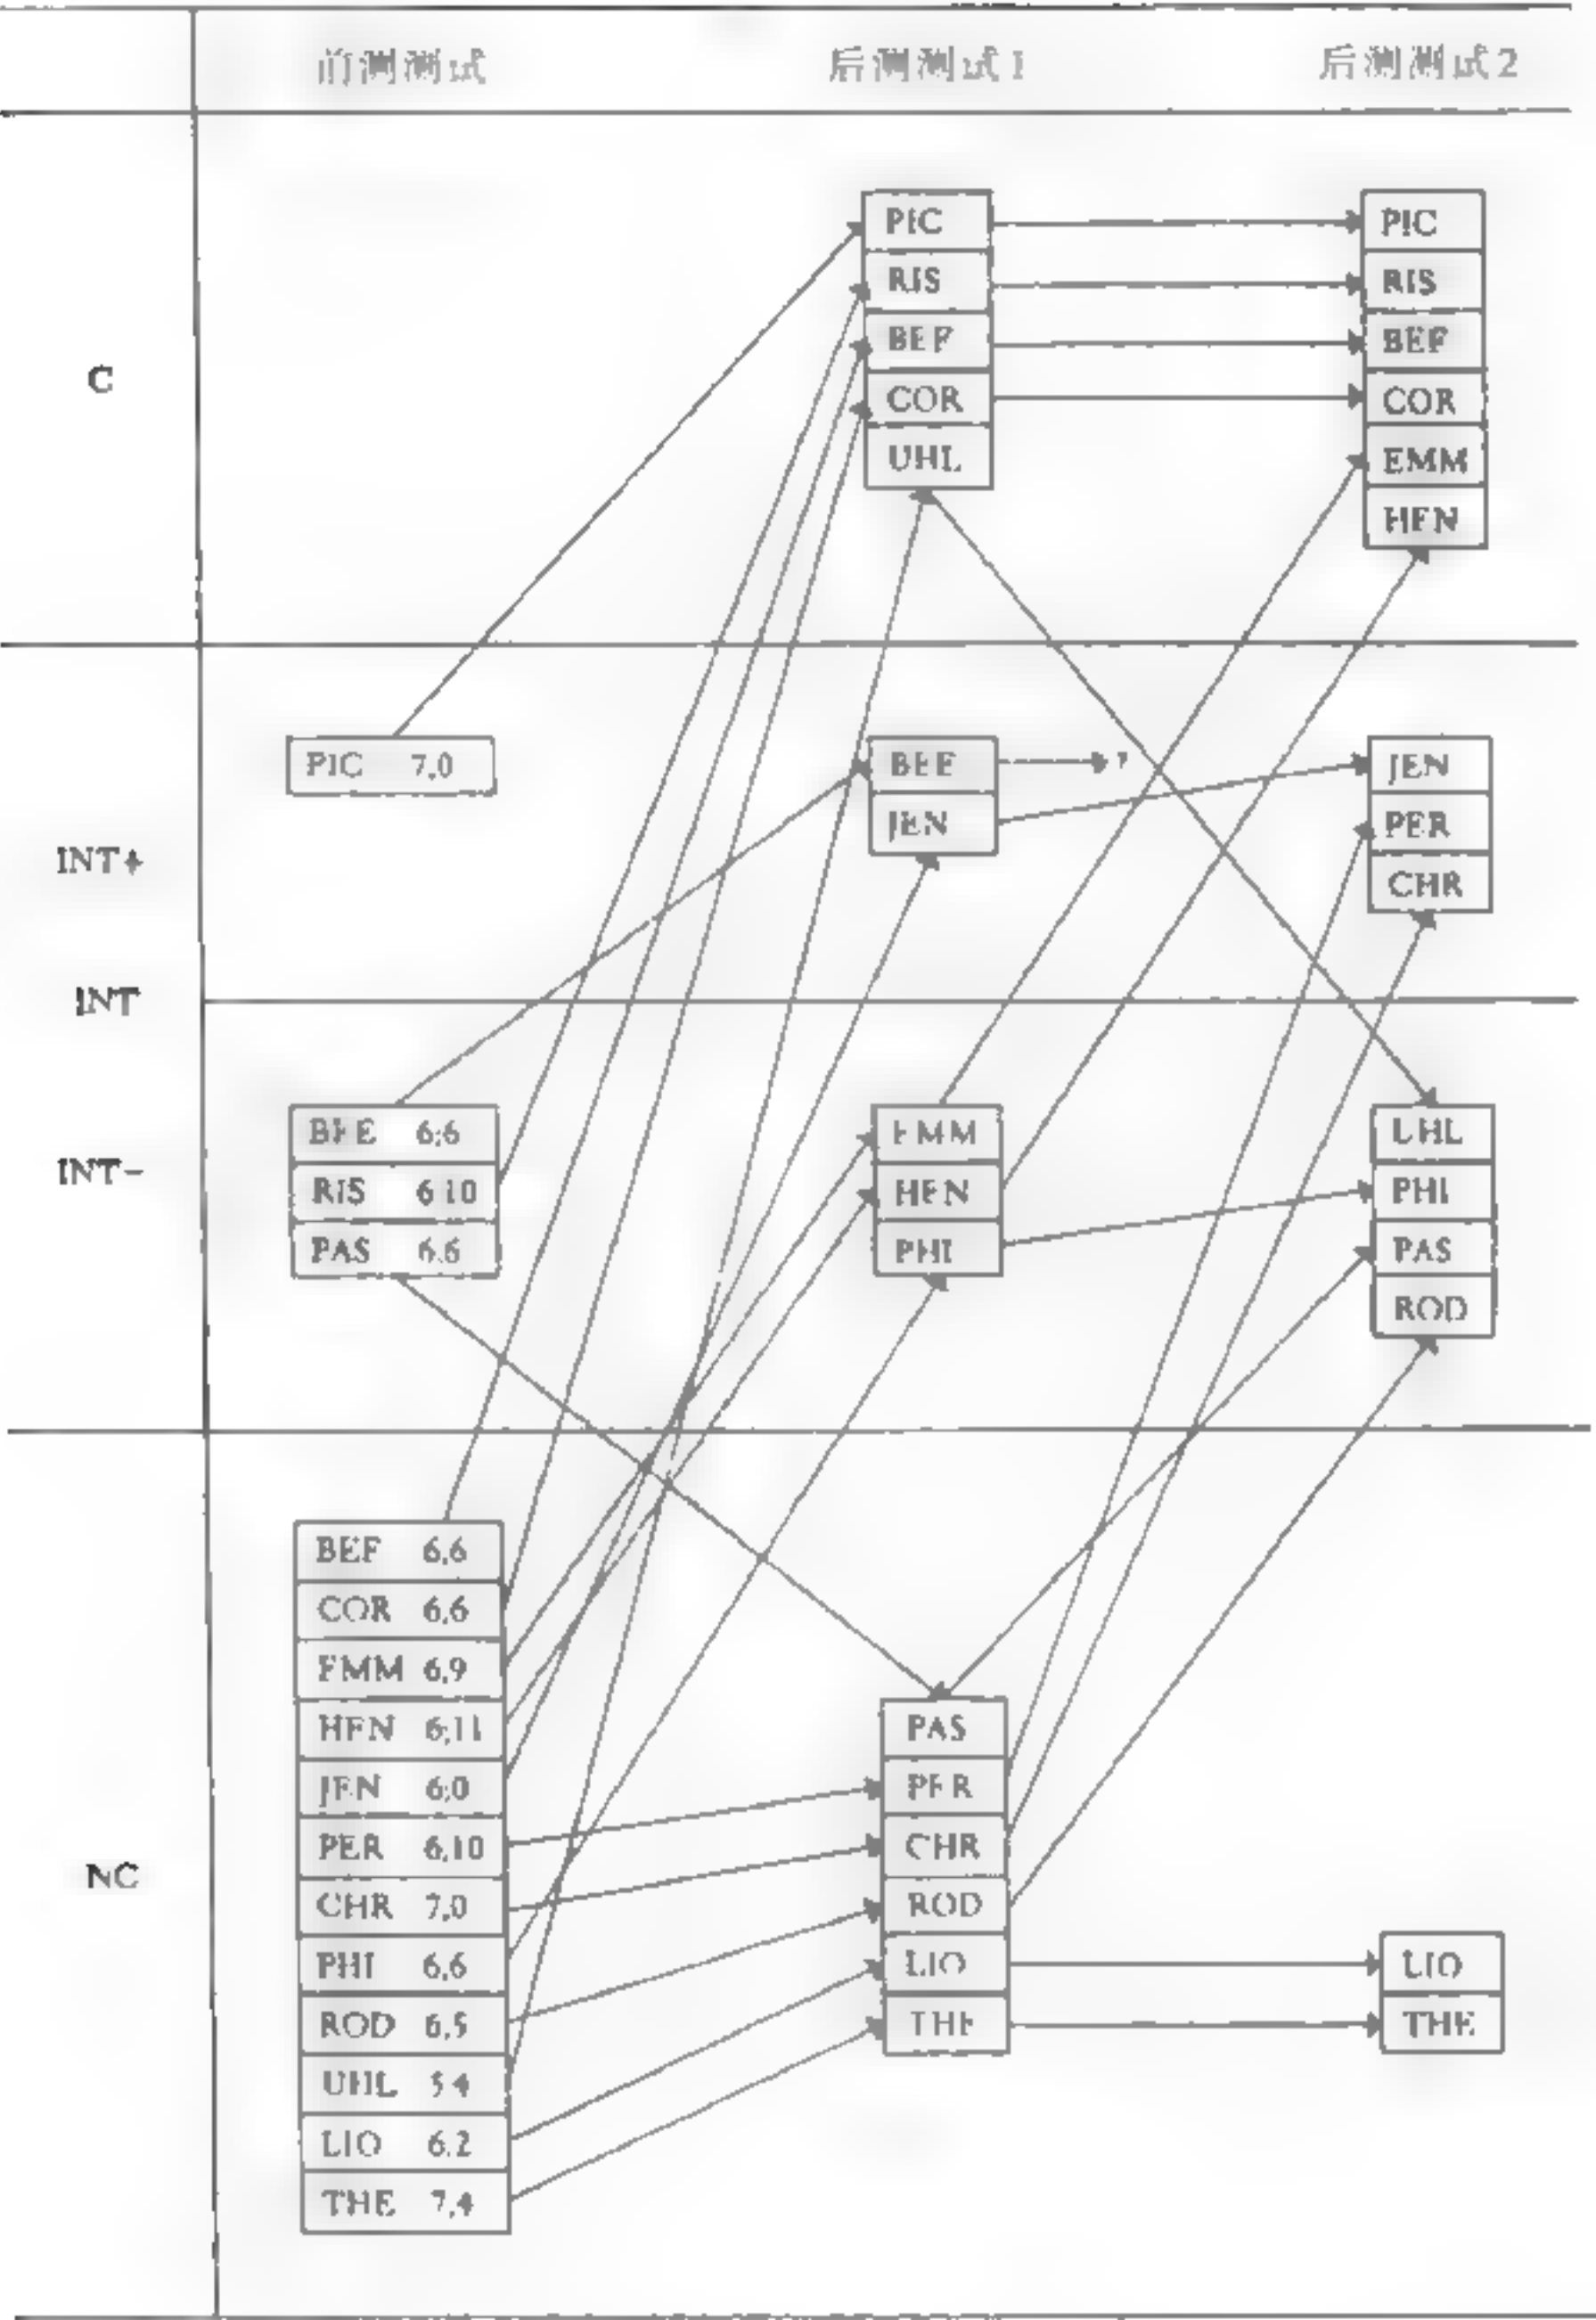 前测测试 后测测试1 后测测试2
C
PIC PIC
RIS RIS
BEF BEF
COR COR
UHL EMM
HEN
PIC 7,0 BEE ? JEN
JEN PER
INT+ CHR
INT
BEE 6;6 EMM UHL
INT- RIS 6;10 HEN PHI
PAS 6,6 PHI PAS
ROD
BEF 6,6
COR 6,6
EMM 6,9
HEN 6;11 PAS
JEN 6;0 PER
PER 6,10 CHR
NC
CHR 7,0 ROD
PHI 6,6 LIO LIO
ROD 6,5 THE THE
UHL 5 4
LIO 6,2
THE 7,4